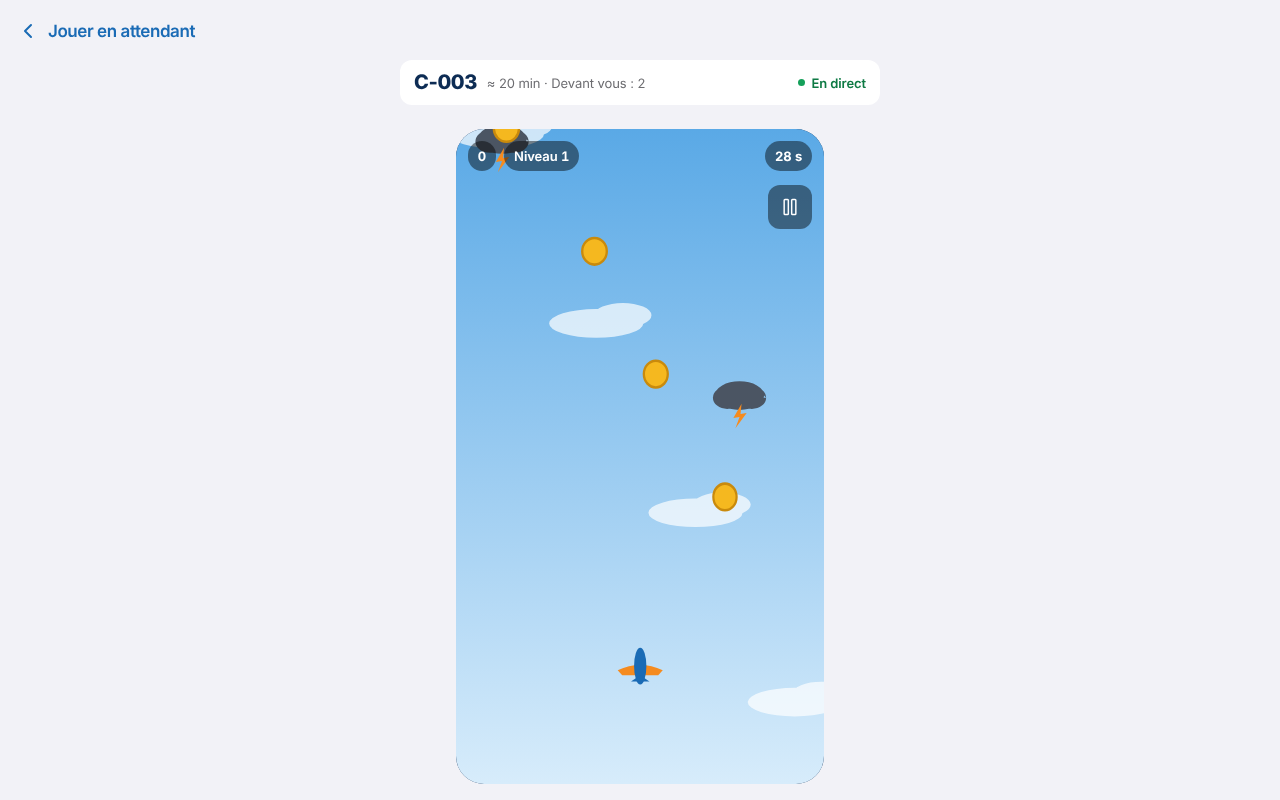 Jouer en attendant
C-003 ≈ 20 min · Devant vous : 2 En direct
0 Niveau 1 28 s